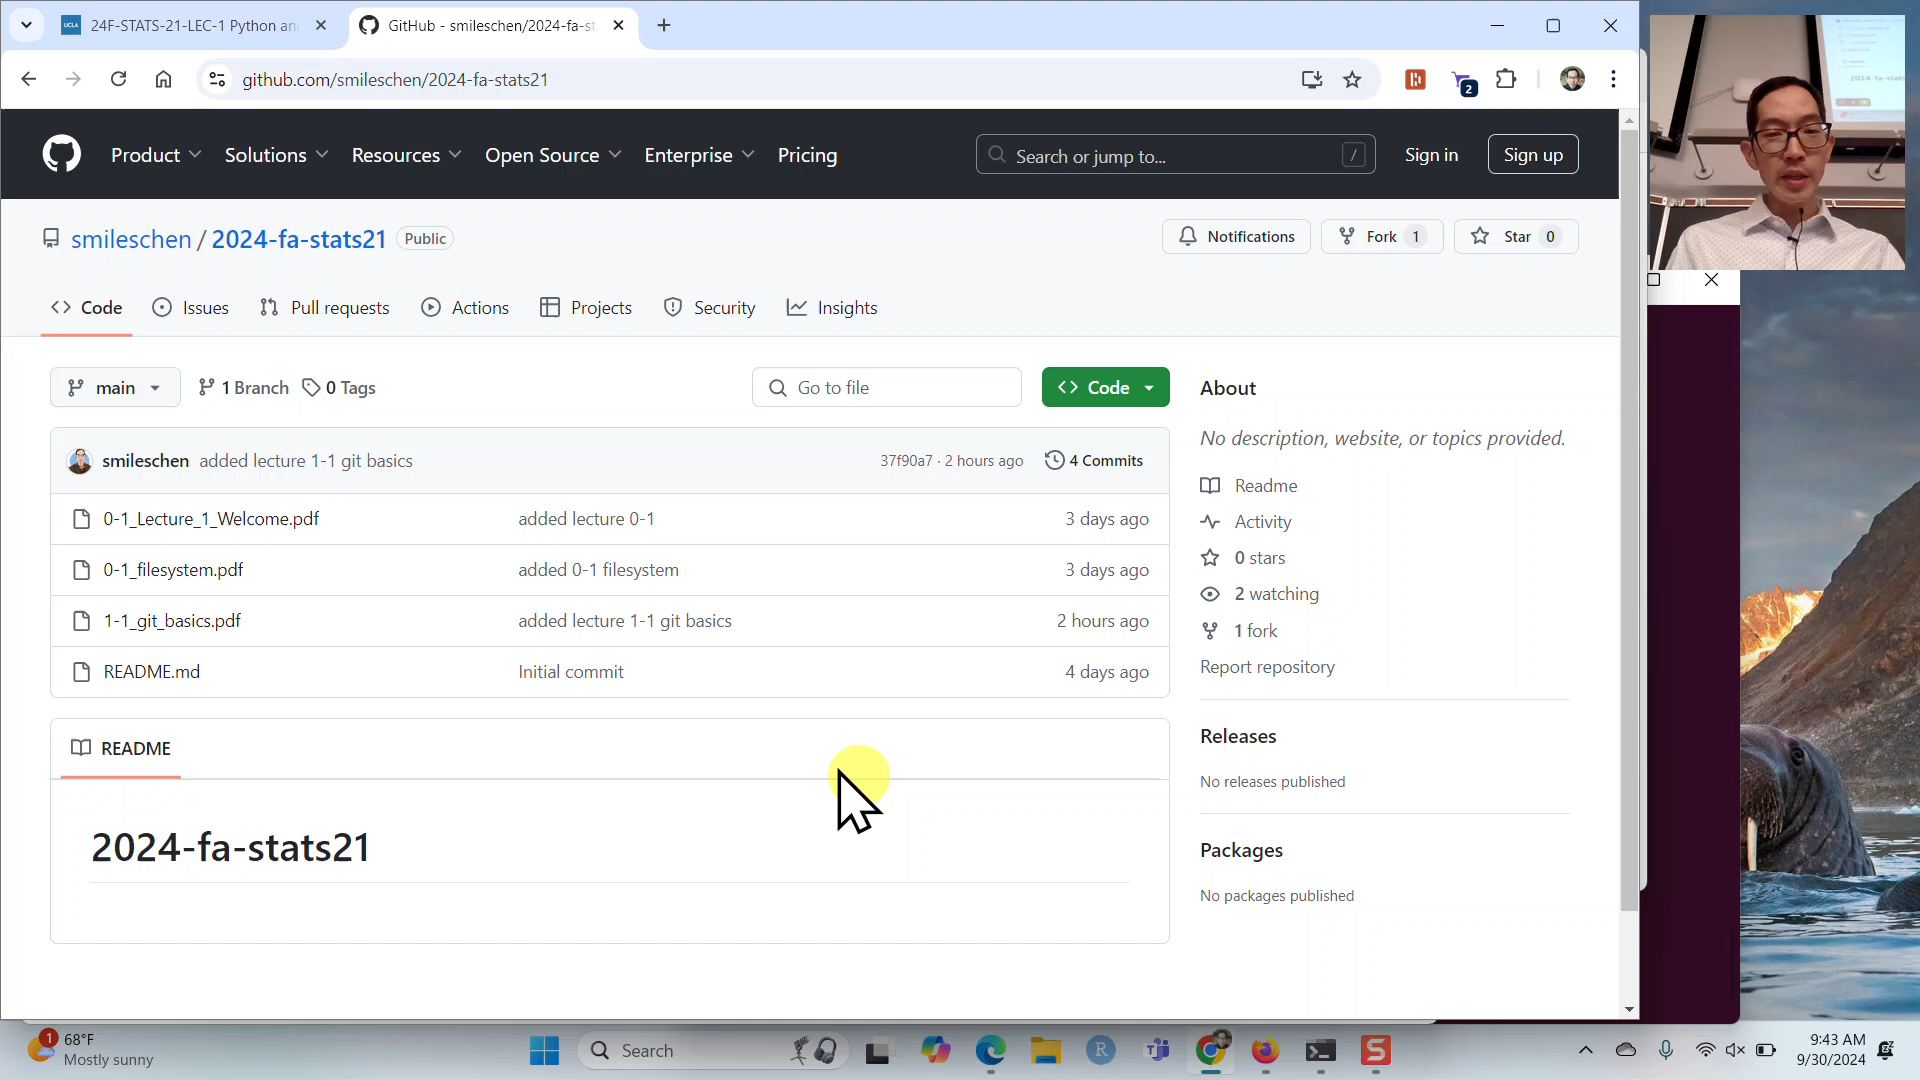 UCLA 24F-STATS-21-LEC-1 Python an
GitHub - smileschen/2024-fa-st
github.com/smileschen/2024-fa-stats21
2
Product Solutions Resources Open Source Enterprise Pricing
Search or jump to... /
Sign in
Sign up
smileschen / 2024-fa-stats21 Public
Notifications
Fork 1
Star 0
Code Issues Pull requests Actions Projects Security Insights
main 1 Branch 0 Tags
Go to file
Code
smileschen added lecture 1-1 git basics 37f90a7 · 2 hours ago 4 Commits
0-1_Lecture_1_Welcome.pdf added lecture 0-1 3 days ago
0-1_filesystem.pdf added 0-1 filesystem 3 days ago
1-1_git_basics.pdf added lecture 1-1 git basics 2 hours ago
README.md Initial commit 4 days ago
README
2024-fa-stats21
About
No description, website, or topics provided.
Readme
Activity
0 stars
2 watching
1 fork
Report repository
Releases
No releases published
Packages
No packages published
2024-fa-stats
1
68°F
Mostly sunny
Search
R
S
9:43 AM
9/30/2024